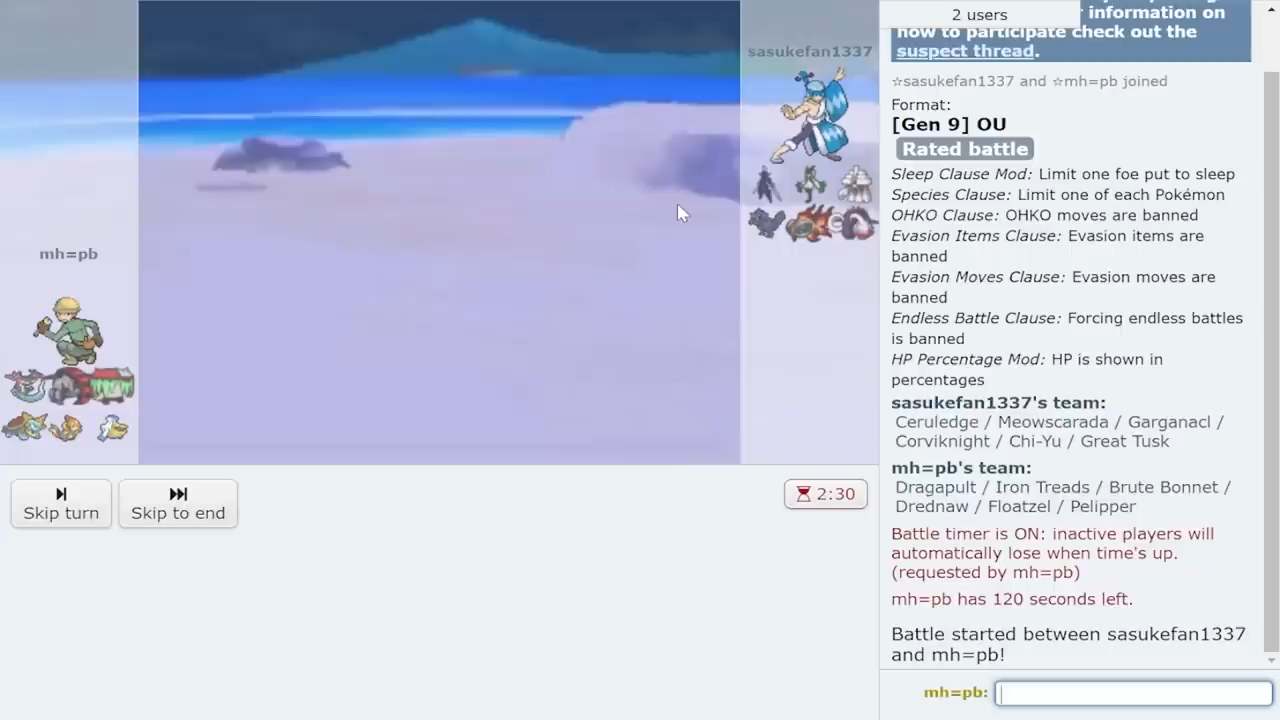 2 users
information on
how to participate check out the
suspect thread.
sasukefan1337
☆sasukefan1337 and ☆mh=pb joined
Format:
[Gen 9] OU
Rated battle
Sleep Clause Mod: Limit one foe put to sleep
Species Clause: Limit one of each Pokémon
OHKO Clause: OHKO moves are banned
Evasion Items Clause: Evasion items are
banned
Evasion Moves Clause: Evasion moves are
banned
Endless Battle Clause: Forcing endless battles
is banned
HP Percentage Mod: HP is shown in
percentages
sasukefan1337's team:
Ceruledge / Meowscarada / Garganacl /
Corviknight / Chi-Yu / Great Tusk
mh=pb's team:
Dragapult / Iron Treads / Brute Bonnet /
Drednaw / Floatzel / Pelipper
Battle timer is ON: inactive players will
automatically lose when time's up.
(requested by mh=pb)
mh=pb has 120 seconds left.
Battle started between sasukefan1337
and mh=pb!
mh=pb:
mh=pb
Skip turn
Skip to end
2:30